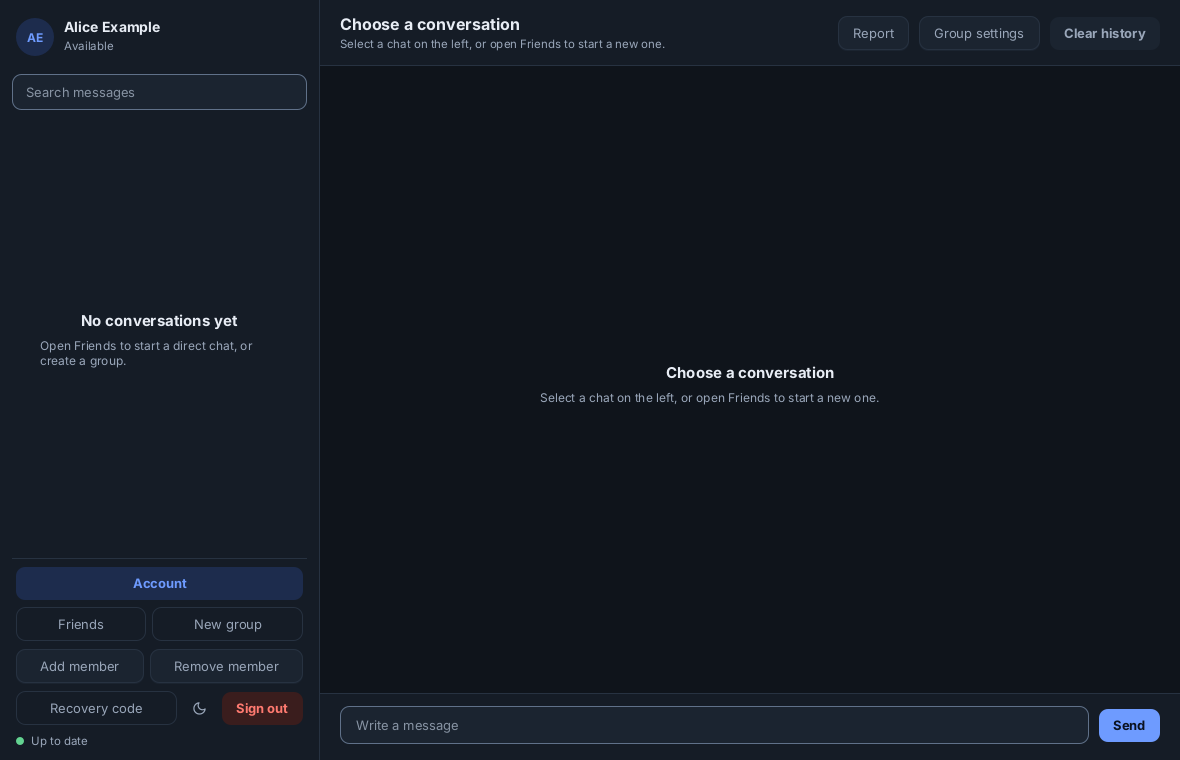 AE
Alice Example
Available
Search messages
No conversations yet
Open Friends to start a direct chat, or
create a group.
Account
Friends
New group
Add member
Remove member
Recovery code
Sign out
Up to date
Choose a conversation
Select a chat on the left, or open Friends to start a new one.
Report
Group settings
Clear history
Choose a conversation
Select a chat on the left, or open Friends to start a new one.
Write a message
Send